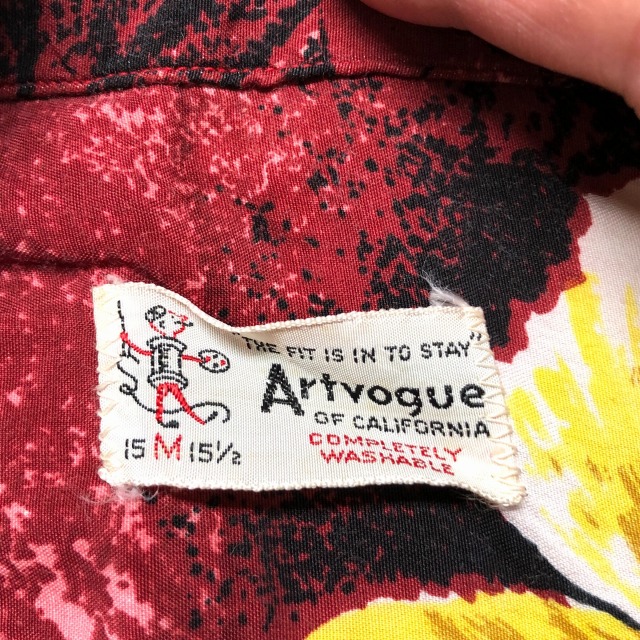 "THE FIT IS IN TO STAY"
Artvogue
OF CALIFORNIA
COMPLETELY
WASHABLE
15 M 15½